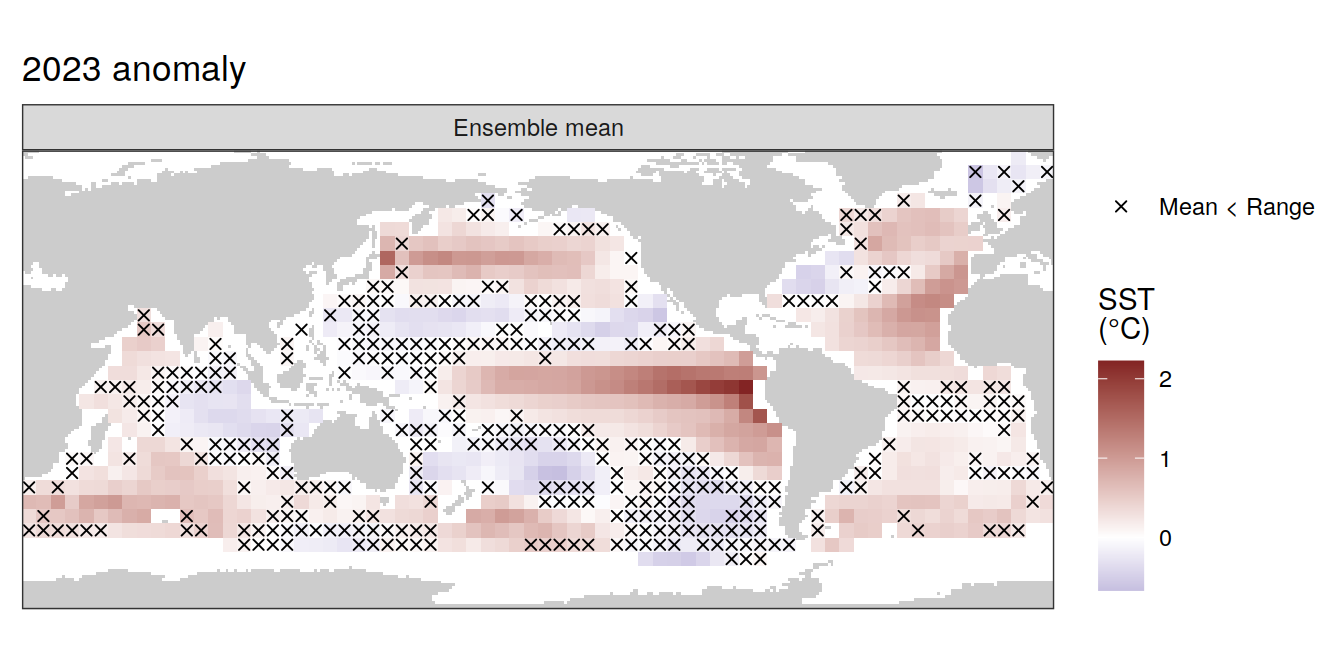 2023 anomaly
Ensemble mean
× Mean < Range
SST
(°C)
2
1
0